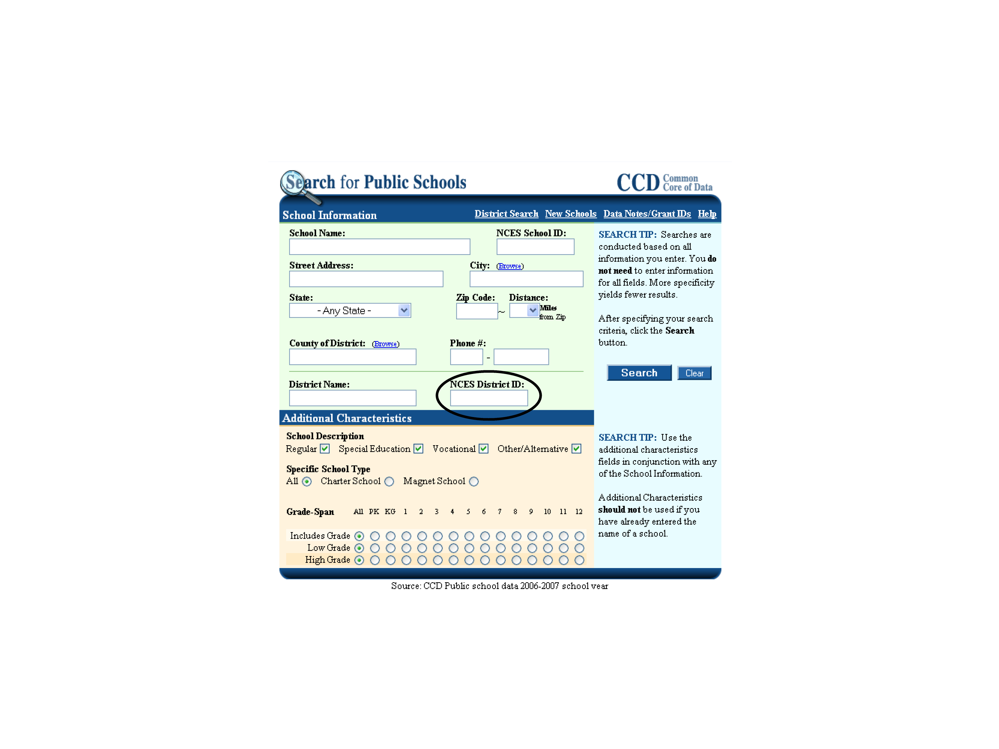 Search for Public Schools
CCD Common Core of Data
School Information
District Search New Schools Data Notes/Grant IDs Help
School Name: NCES School ID:
Street Address: City: (Browse)
State: Zip Code: Distance:
- Any State - ~ Miles from Zip
County of District: (Browse) Phone #:
-
District Name: NCES District ID:
SEARCH TIP: Searches are
conducted based on all
information you enter. You do
not need to enter information
for all fields. More specificity
yields fewer results.
After specifying your search
criteria, click the Search
button.
Search Clear
Additional Characteristics
School Description
Regular Special Education Vocational Other/Alternative
Specific School Type
All Charter School Magnet School
Grade-Span All PK KG 1 2 3 4 5 6 7 8 9 10 11 12
Includes Grade
Low Grade
High Grade
SEARCH TIP: Use the
additional characteristics
fields in conjunction with any
of the School Information.
Additional Characteristics
should not be used if you
have already entered the
name of a school.
Source: CCD Public school data 2006-2007 school year